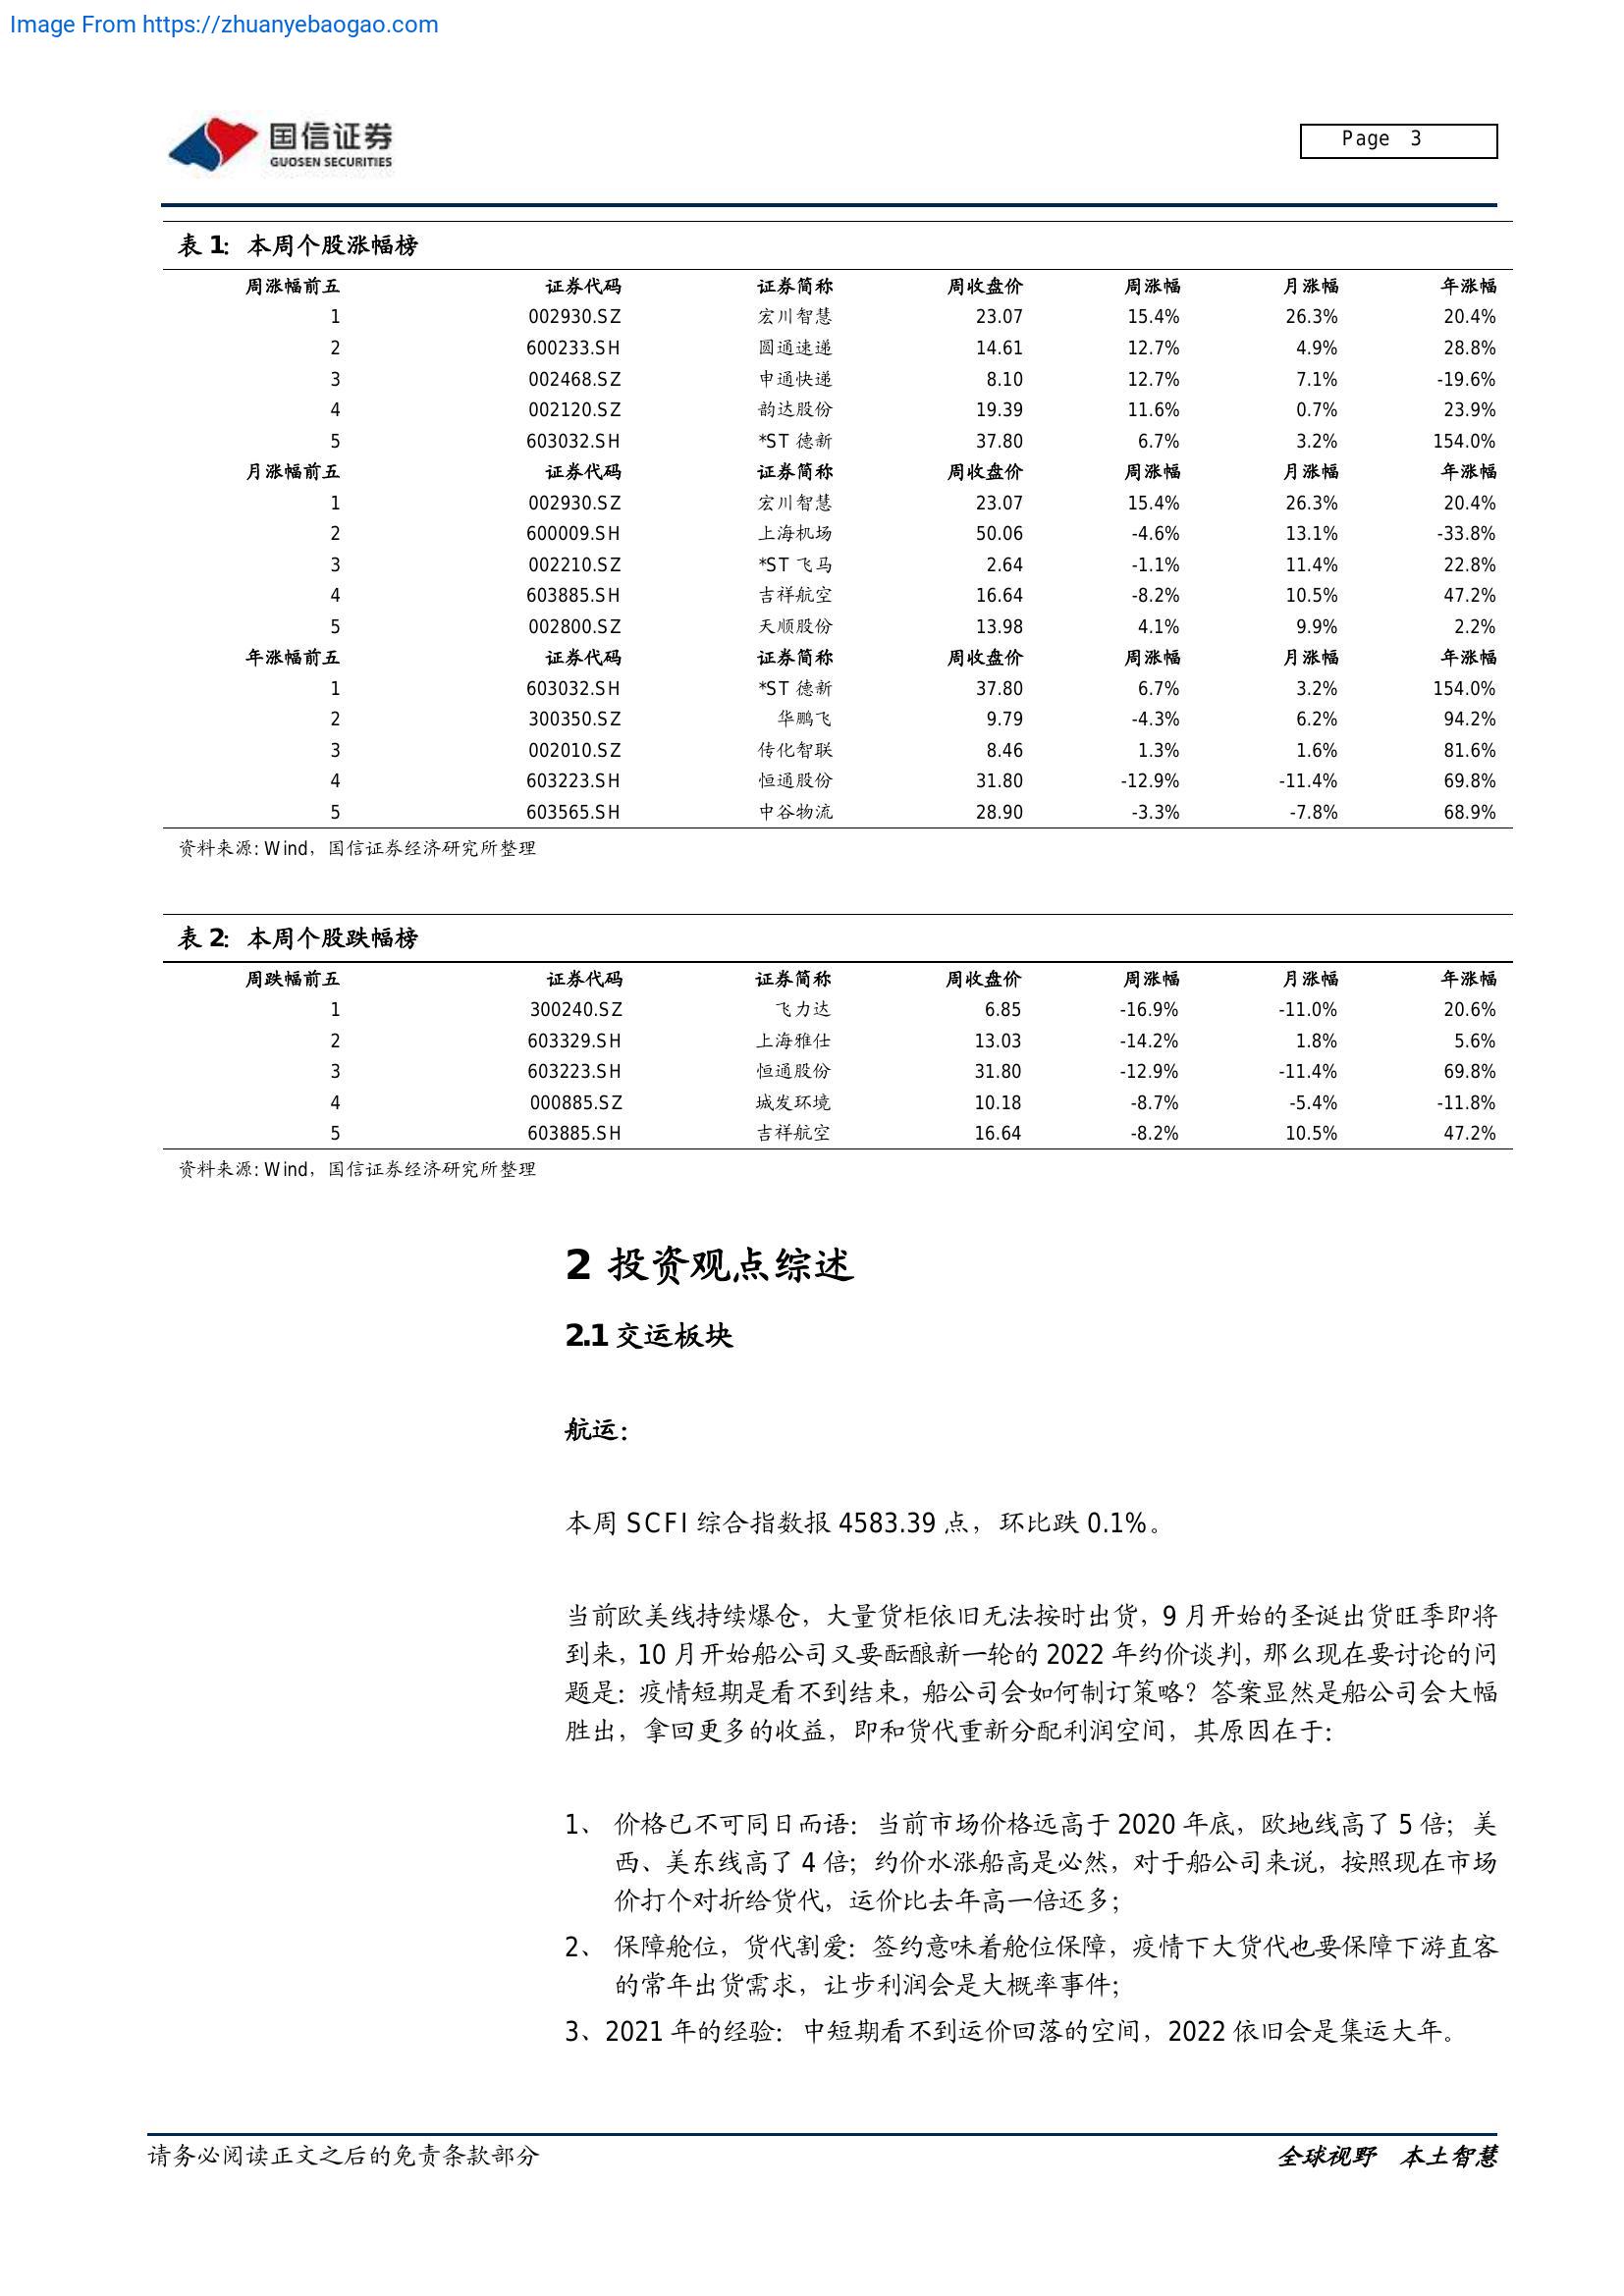 Image From https://zhuanyebaogao.com
国信证券
GUOSEN SECURITIES
Page 3
表 1: 本周个股涨幅榜
周涨幅前五 证券代码 证券简称 周收盘价 周涨幅 月涨幅 年涨幅
1 002930.SZ 宏川智慧 23.07 15.4% 26.3% 20.4%
2 600233.SH 圆通速递 14.61 12.7% 4.9% 28.8%
3 002468.SZ 申通快递 8.10 12.7% 7.1% -19.6%
4 002120.SZ 韵达股份 19.39 11.6% 0.7% 23.9%
5 603032.SH *ST 德新 37.80 6.7% 3.2% 154.0%
月涨幅前五 证券代码 证券简称 周收盘价 周涨幅 月涨幅 年涨幅
1 002930.SZ 宏川智慧 23.07 15.4% 26.3% 20.4%
2 600009.SH 上海机场 50.06 -4.6% 13.1% -33.8%
3 002210.SZ *ST 飞马 2.64 -1.1% 11.4% 22.8%
4 603885.SH 吉祥航空 16.64 -8.2% 10.5% 47.2%
5 002800.SZ 天顺股份 13.98 4.1% 9.9% 2.2%
年涨幅前五 证券代码 证券简称 周收盘价 周涨幅 月涨幅 年涨幅
1 603032.SH *ST 德新 37.80 6.7% 3.2% 154.0%
2 300350.SZ 华鹏飞 9.79 -4.3% 6.2% 94.2%
3 002010.SZ 传化智联 8.46 1.3% 1.6% 81.6%
4 603223.SH 恒通股份 31.80 -12.9% -11.4% 69.8%
5 603565.SH 中谷物流 28.90 -3.3% -7.8% 68.9%
资料来源: Wind，国信证券经济研究所整理
表 2: 本周个股跌幅榜
周跌幅前五 证券代码 证券简称 周收盘价 周涨幅 月涨幅 年涨幅
1 300240.SZ 飞力达 6.85 -16.9% -11.0% 20.6%
2 603329.SH 上海雅仕 13.03 -14.2% 1.8% 5.6%
3 603223.SH 恒通股份 31.80 -12.9% -11.4% 69.8%
4 000885.SZ 城发环境 10.18 -8.7% -5.4% -11.8%
5 603885.SH 吉祥航空 16.64 -8.2% 10.5% 47.2%
资料来源: Wind，国信证券经济研究所整理
2 投资观点综述
2.1 交运板块
航运：
本周 SCFI 综合指数报 4583.39 点，环比跌 0.1%。
当前欧美线持续爆仓，大量货柜依旧无法按时出货，9 月开始的圣诞出货旺季即将
到来，10 月开始船公司又要酝酿新一轮的 2022 年约价谈判，那么现在要讨论的问
题是：疫情短期是看不到结束，船公司会如何制订策略？答案显然是船公司会大幅
胜出，拿回更多的收益，即和货代重新分配利润空间，其原因在于：
1、 价格已不可同日而语：当前市场价格远高于 2020 年底，欧地线高了 5 倍；美
西、美东线高了 4 倍；约价水涨船高是必然，对于船公司来说，按照现在市场
价打个对折给货代，运价比去年高一倍还多；
2、 保障舱位，货代割爱：签约意味着舱位保障，疫情下大货代也要保障下游直客
的常年出货需求，让步利润会是大概率事件；
3、2021 年的经验：中短期看不到运价回落的空间，2022 依旧会是集运大年。
请务必阅读正文之后的免责条款部分 全球视野 本土智慧